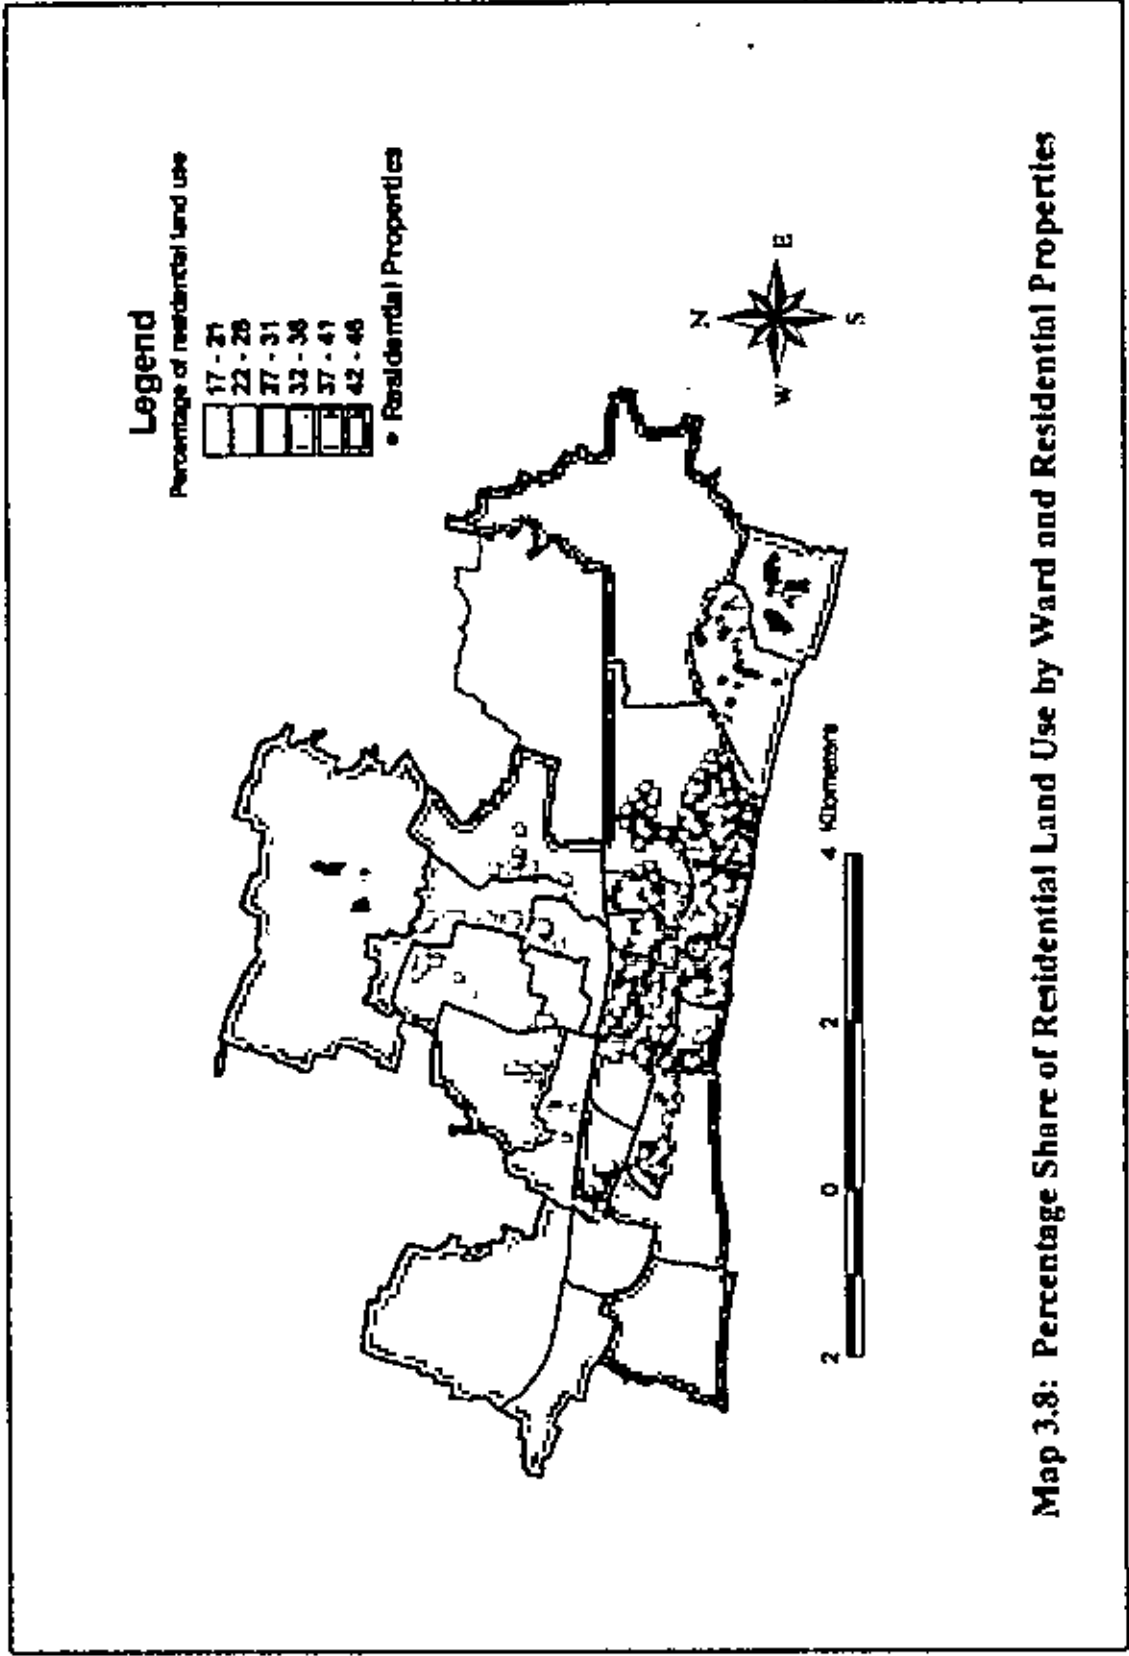 Legend
Percentage of residential land use
17 - 21
22 - 26
27 - 31
32 - 36
37 - 41
42 - 46
Residential Properties
N
W
E
S
2 0 2 4 Kilometers
Map 3.8: Percentage Share of Residential Land Use by Ward and Residential Properties